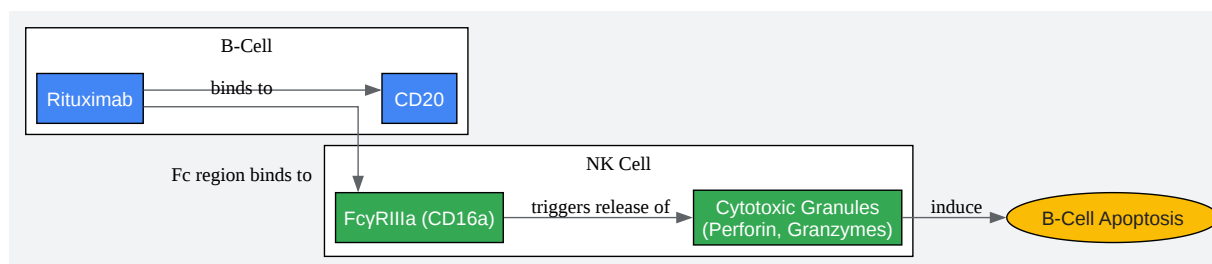 B-Cell
Rituximab
binds to
CD20
Fc region binds to
NK Cell
FcγRIIIa (CD16a)
triggers release of
Cytotoxic Granules
(Perforin, Granzymes)
induce
B-Cell Apoptosis